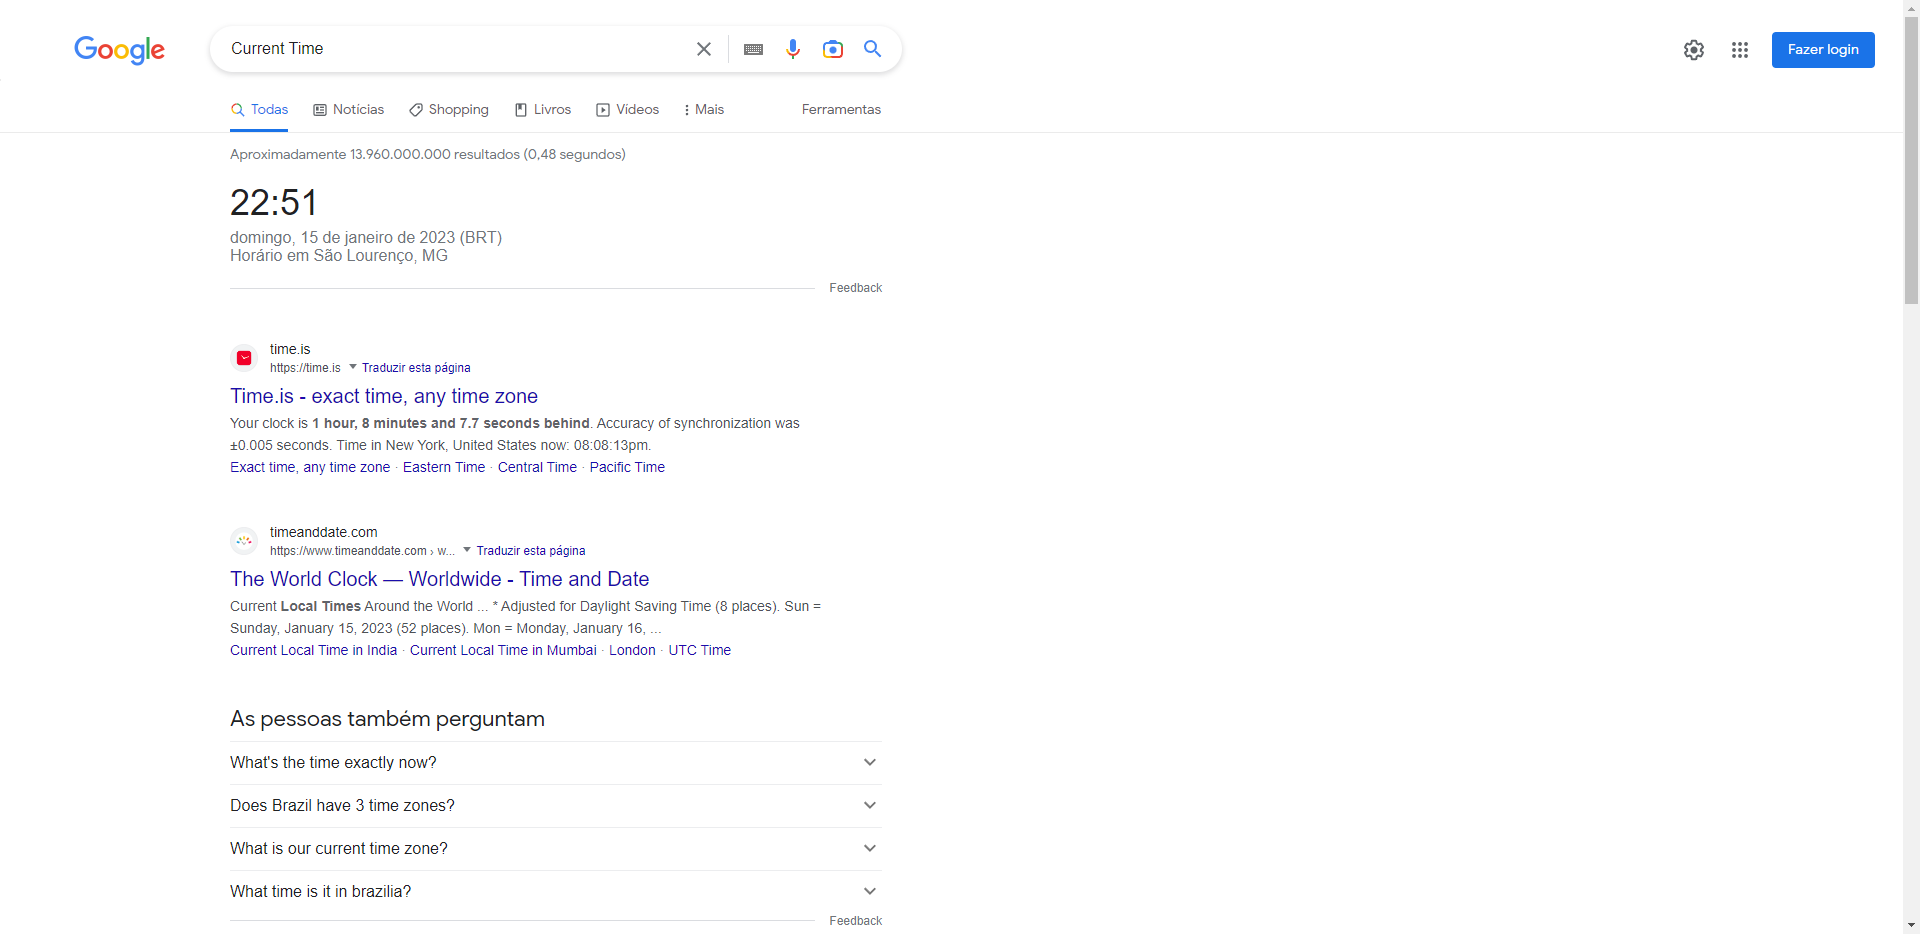 Google
Current Time
Fazer login
Todas
Notícias
Shopping
Livros
Vídeos
Mais
Ferramentas
Aproximadamente 13.960.000.000 resultados (0,48 segundos)
22:51
domingo, 15 de janeiro de 2023 (BRT)
Horário em São Lourenço, MG
Feedback
time.is
https://time.is Traduzir esta página
Time.is - exact time, any time zone
Your clock is 1 hour, 8 minutes and 7.7 seconds behind. Accuracy of synchronization was
±0.005 seconds. Time in New York, United States now: 08:08:13pm.
Exact time, any time zone · Eastern Time · Central Time · Pacific Time
timeanddate.com
https://www.timeanddate.com › w... Traduzir esta página
The World Clock — Worldwide - Time and Date
Current Local Times Around the World ... * Adjusted for Daylight Saving Time (8 places). Sun =
Sunday, January 15, 2023 (52 places). Mon = Monday, January 16, ...
Current Local Time in India · Current Local Time in Mumbai · London · UTC Time
As pessoas também perguntam
What's the time exactly now?
Does Brazil have 3 time zones?
What is our current time zone?
What time is it in brazilia?
Feedback